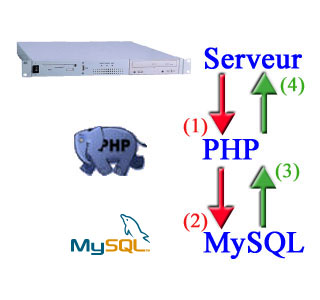 Serveur
(4)
(1)
PHP
PHP
(3)
(2)
MySQL
MySQL